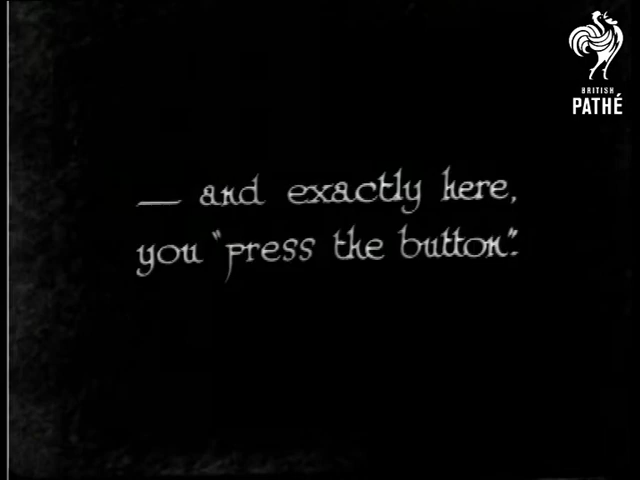 BRITISH
PATHÉ
— and exactly here,
you "press the button".